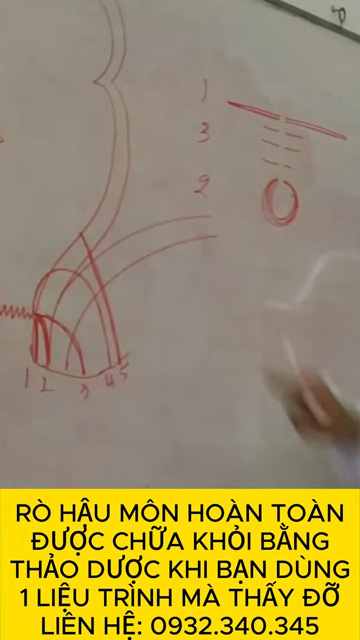 1
3
2
1 2 3 4 5
RÒ HẬU MÔN HOÀN TOÀN
ĐƯỢC CHỮA KHỎI BẰNG
THẢO DƯỢC KHI BẠN DÙNG
1 LIỆU TRÌNH MÀ THẤY ĐỠ
LIÊN HỆ: 0932.340.345